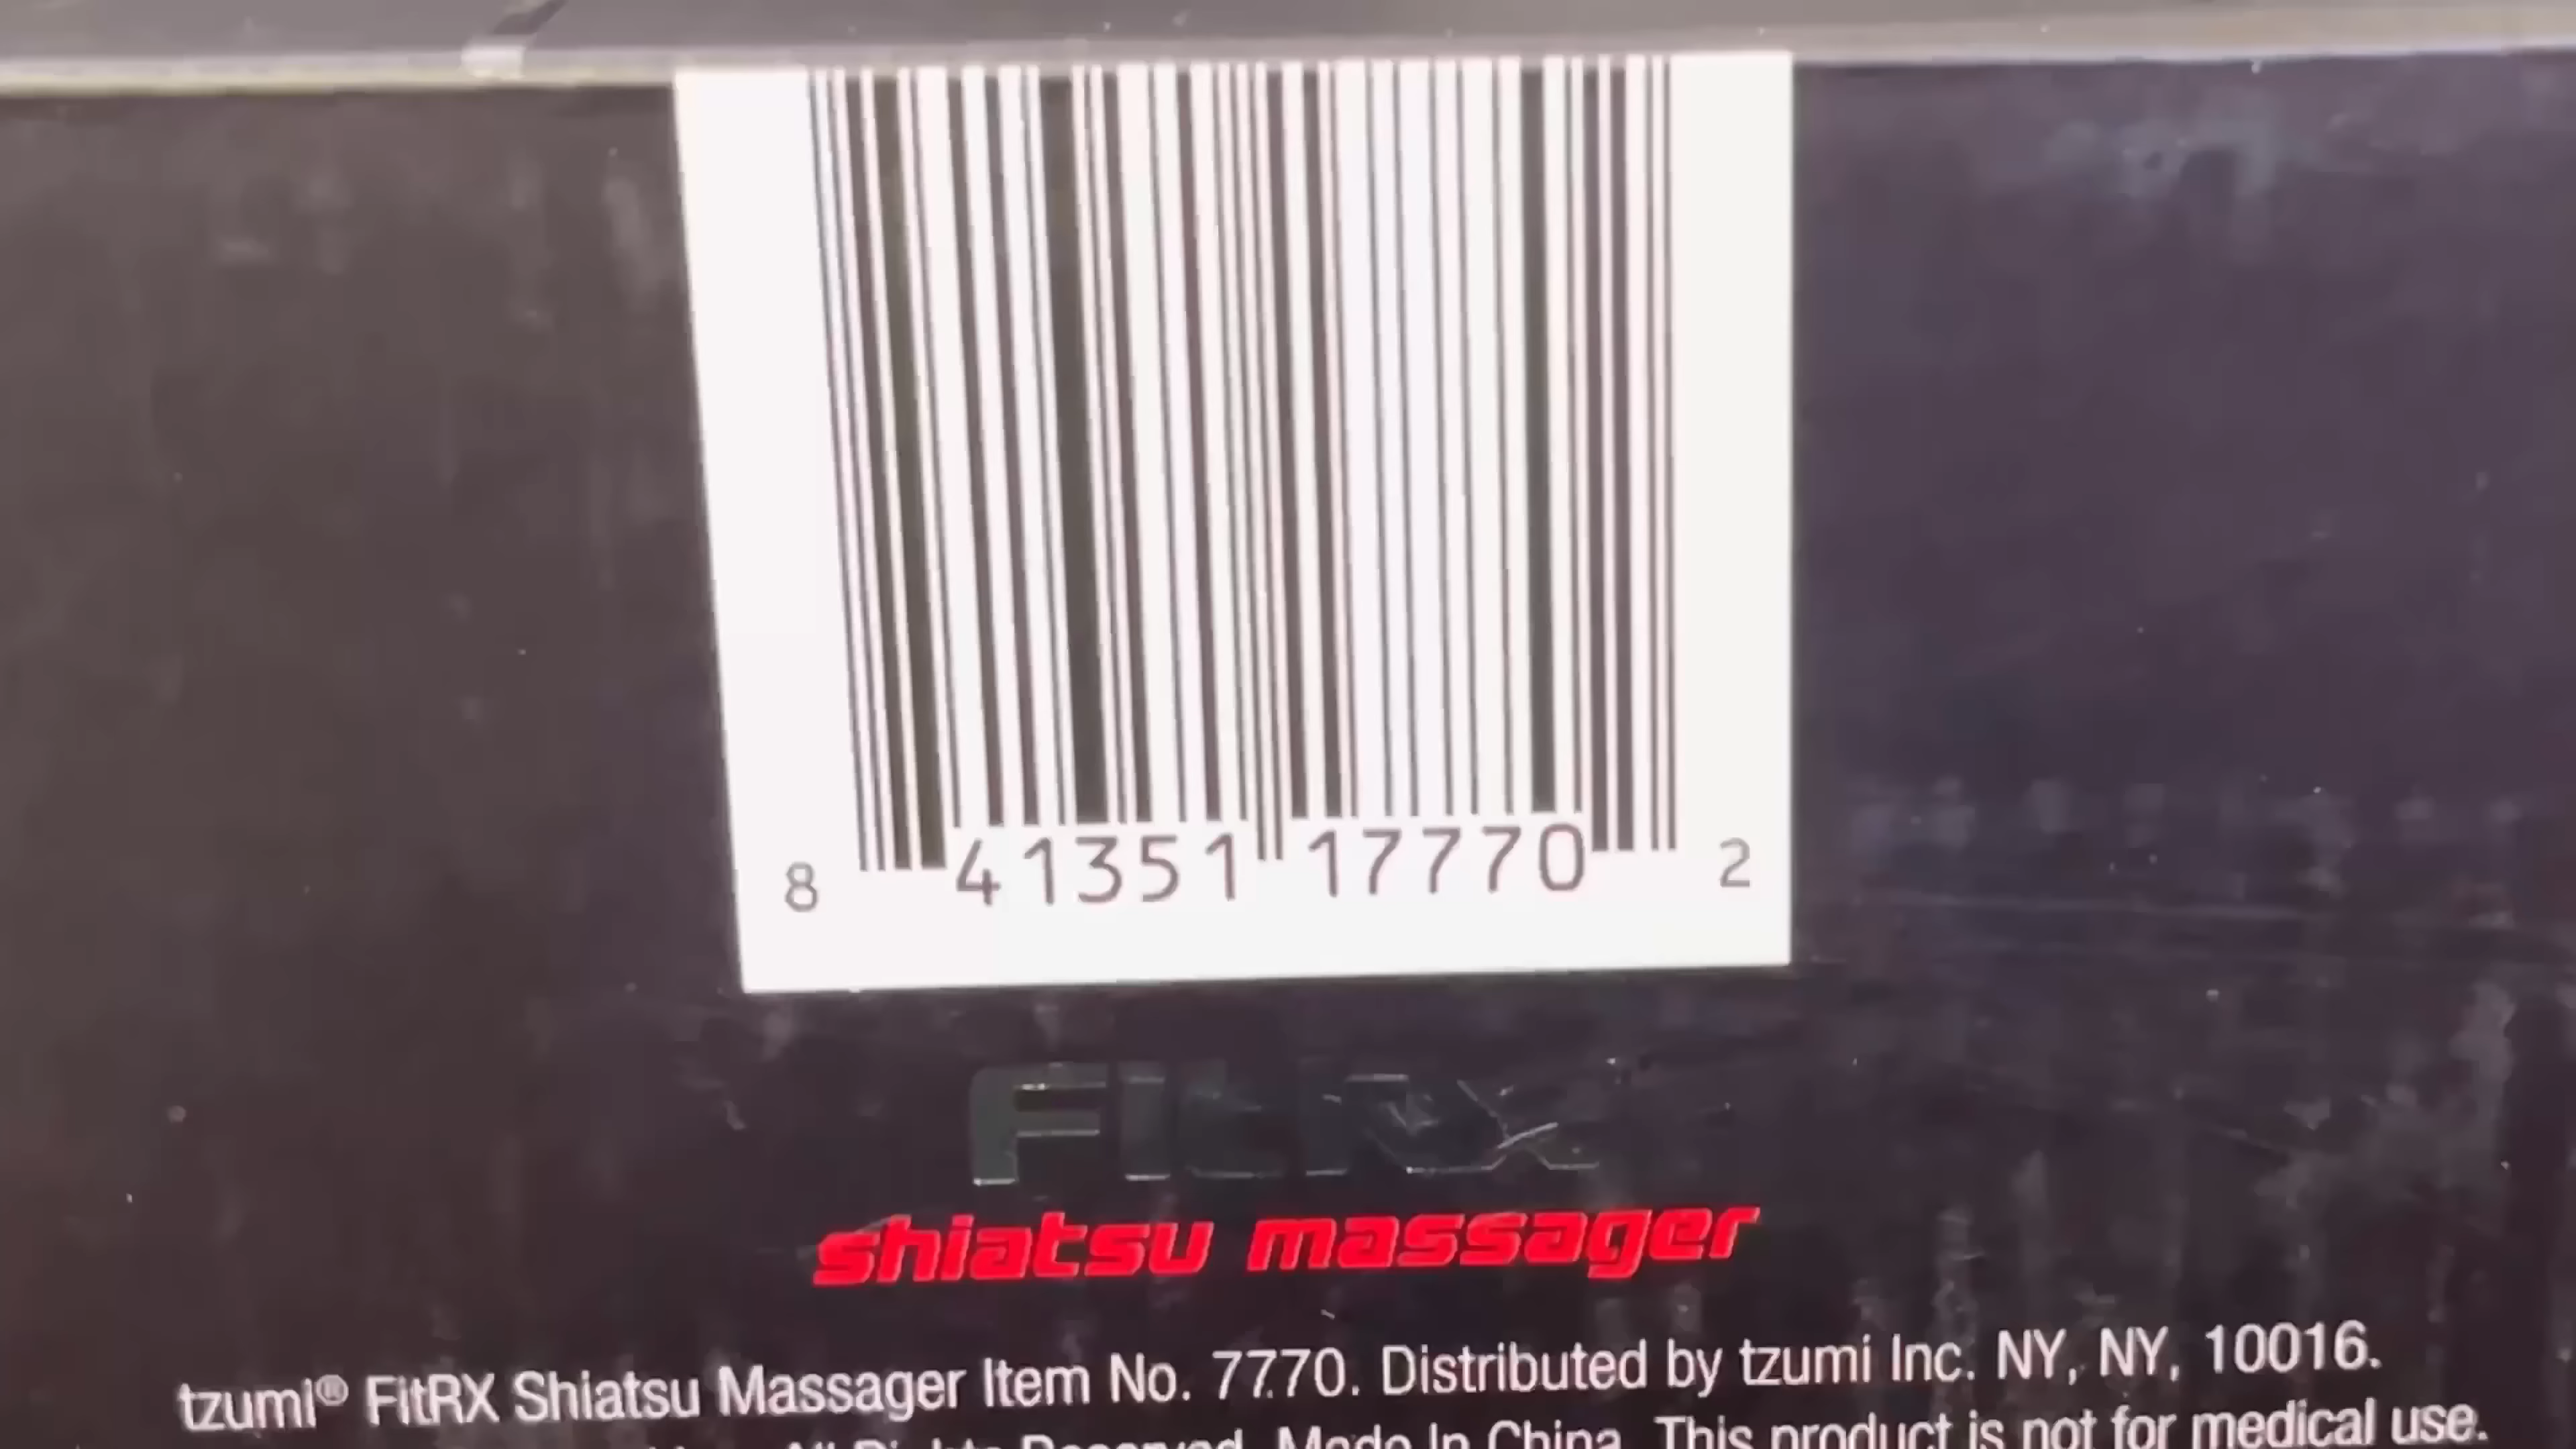 8 41351 17770 2
FitRX
shiatsu massager
tzumi® FitRX Shiatsu Massager Item No. 7770. Distributed by tzumi Inc. NY, NY, 10016.
All Rights Reserved. Made In China. This product is not for medical use.